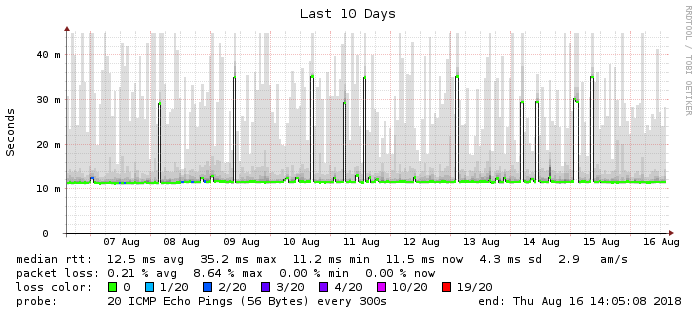 Last 10 Days
RRDTOOL / TOBI OETIKER
Seconds
40 m
30 m
20 m
10 m
0
07 Aug 08 Aug 09 Aug 10 Aug 11 Aug 12 Aug 13 Aug 14 Aug 15 Aug 16 Aug
median rtt: 12.5 ms avg 35.2 ms max 11.2 ms min 11.5 ms now 4.3 ms sd 2.9 am/s
packet loss: 0.21 % avg 8.64 % max 0.00 % min 0.00 % now
loss color: 0 1/20 2/20 3/20 4/20 10/20 19/20
probe: 20 ICMP Echo Pings (56 Bytes) every 300s end: Thu Aug 16 14:05:08 2018